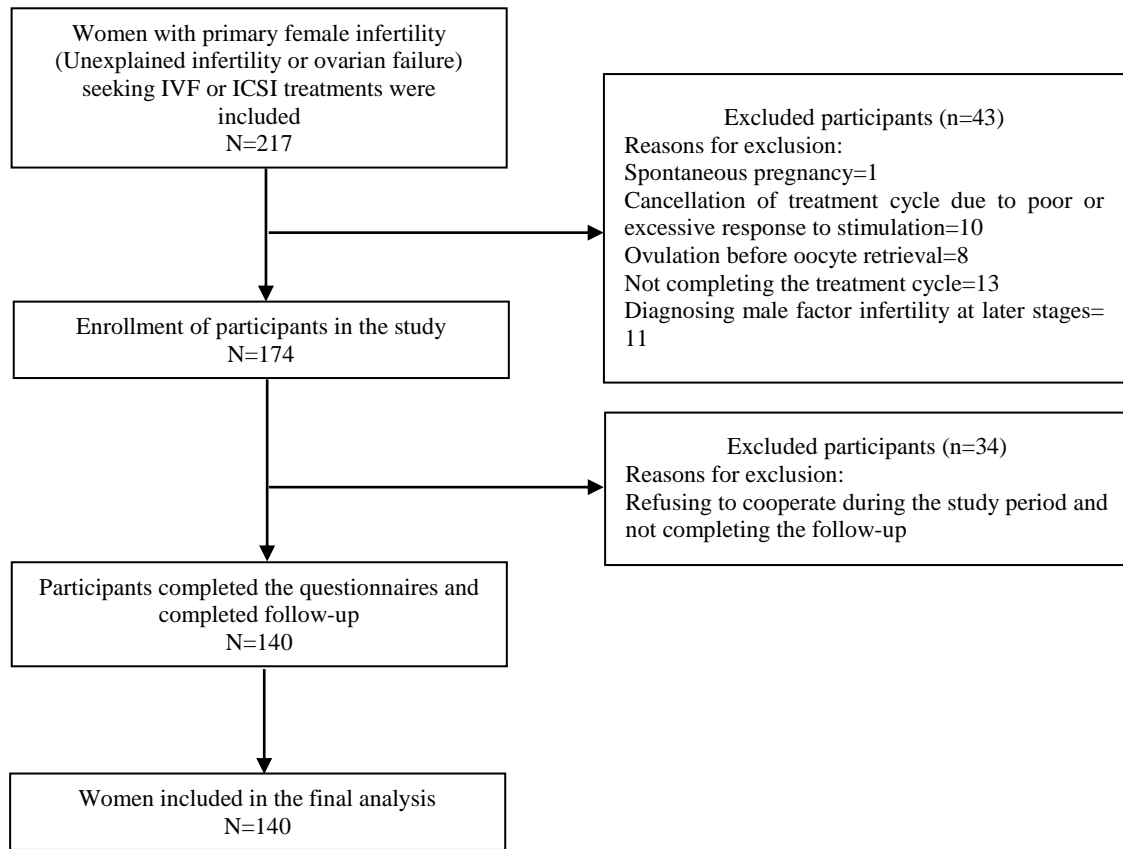 Women with primary female infertility
(Unexplained infertility or ovarian failure)
seeking IVF or ICSI treatments were
included
N=217
Excluded participants (n=43)
Reasons for exclusion:
Spontaneous pregnancy=1
Cancellation of treatment cycle due to poor or
excessive response to stimulation=10
Ovulation before oocyte retrieval=8
Not completing the treatment cycle=13
Diagnosing male factor infertility at later stages=
11
Enrollment of participants in the study
N=174
Excluded participants (n=34)
Reasons for exclusion:
Refusing to cooperate during the study period and
not completing the follow-up
Participants completed the questionnaires and
completed follow-up
N=140
Women included in the final analysis
N=140